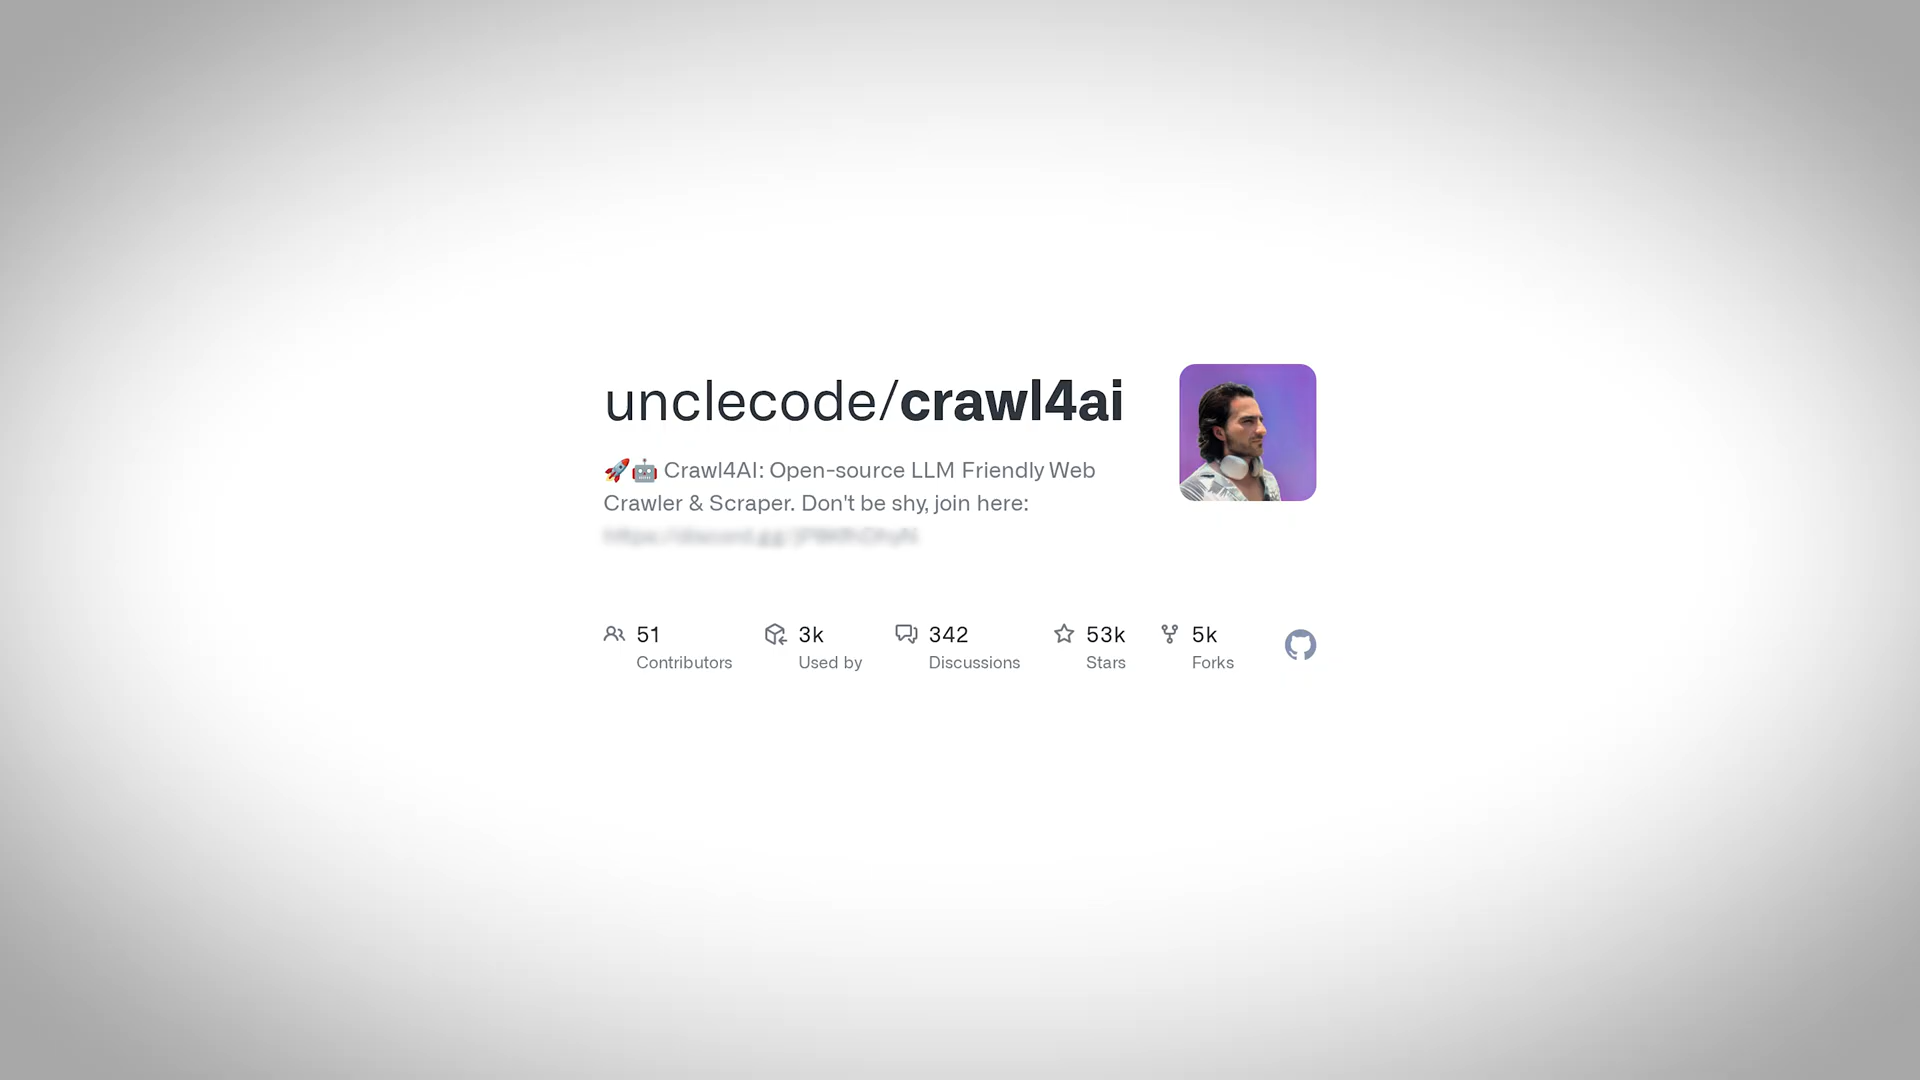 unclecode/crawl4ai
🚀🤖 Crawl4AI: Open-source LLM Friendly Web
Crawler & Scraper. Don't be shy, join here:
51 3k 342 53k 5k
Contributors Used by Discussions Stars Forks